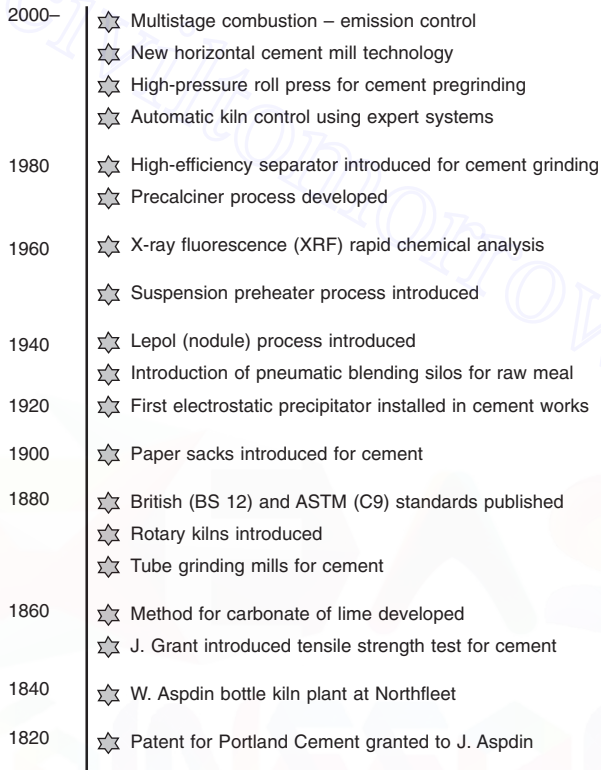 2000–
Multistage combustion – emission control
New horizontal cement mill technology
High-pressure roll press for cement pregrinding
Automatic kiln control using expert systems
1980
High-efficiency separator introduced for cement grinding
Precalciner process developed
1960
X-ray fluorescence (XRF) rapid chemical analysis
Suspension preheater process introduced
1940
Lepol (nodule) process introduced
Introduction of pneumatic blending silos for raw meal
1920
First electrostatic precipitator installed in cement works
1900
Paper sacks introduced for cement
1880
British (BS 12) and ASTM (C9) standards published
Rotary kilns introduced
Tube grinding mills for cement
1860
Method for carbonate of lime developed
J. Grant introduced tensile strength test for cement
1840
W. Aspdin bottle kiln plant at Northfleet
1820
Patent for Portland Cement granted to J. Aspdin